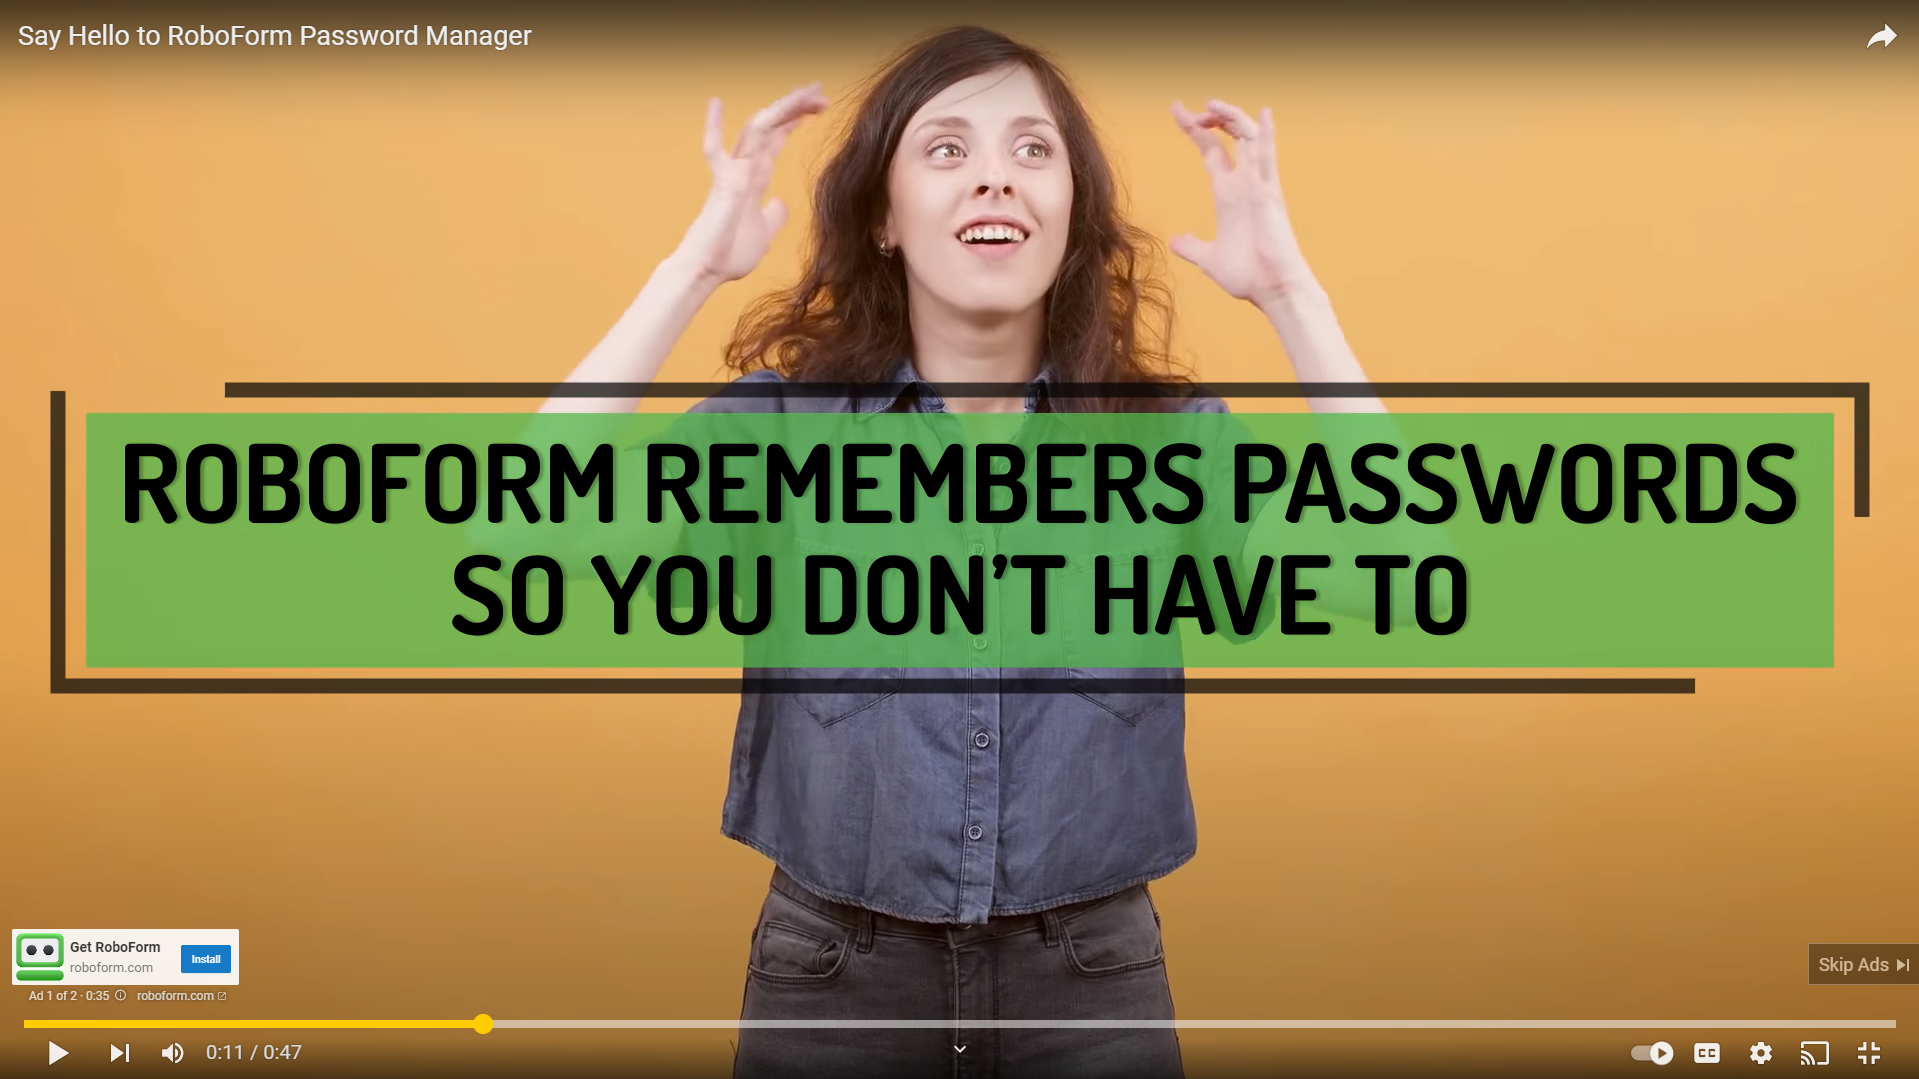 Say Hello to RoboForm Password Manager
ROBOFORM REMEMBERS PASSWORDS
SO YOU DON'T HAVE TO
Get RoboForm
roboform.com
Install
Skip Ads
Ad 1 of 2 · 0:35
roboform.com
0:11 / 0:47
CC